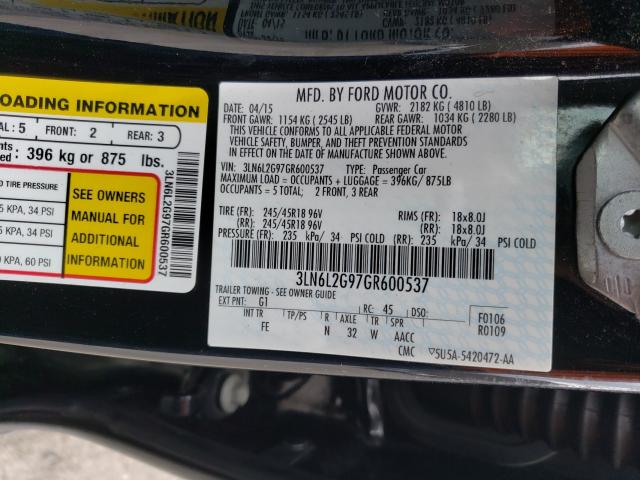 OADING INFORMATION
AL: 5 FRONT: 2 REAR: 3
396 kg or 875 lbs.
TIRE PRESSURE
KPA, 34 PSI
KPA, 34 PSI
KPA, 60 PSI
SEE OWNERS
MANUAL FOR
ADDITIONAL
INFORMATION
3LN6L2G97GR600537
MFD. BY FORD MOTOR CO.
DATE: 04/15 GVWR: 2182 KG ( 4810 LB)
FRONT GAWR: 1154 KG ( 2545 LB) REAR GAWR: 1034 KG ( 2280 LB)
THIS VEHICLE CONFORMS TO ALL APPLICABLE FEDERAL MOTOR
VEHICLE SAFETY, BUMPER, AND THEFT PREVENTION STANDARDS
IN EFFECT ON THE DATE OF MANUFACTURE SHOWN ABOVE.
VIN: 3LN6L2G97GR600537 TYPE: Passenger Car
MAXIMUM LOAD = OCCUPANTS + LUGGAGE = 396KG/ 875LB
OCCUPANTS = 5 TOTAL, 2 FRONT, 3 REAR
TIRE (FR): 245/45R18 96V RIMS (FR): 18x8.0J
(RR): 245/45R18 96V (RR): 18x8.0J
PRESSURE (FR): 235 kPa/ 34 PSI COLD (RR): 235 kPa/ 34 PSI COLD
3LN6L2G97GR600537
TRAILER TOWING - SEE OWNER GUIDE
EXT PNT: G1 RC: 45 DSO: F0106
INT TR TP/PS R AXLE TR SPR R0109
FE N 32 W AACC
CMC ▽5U5A-5420472-AA